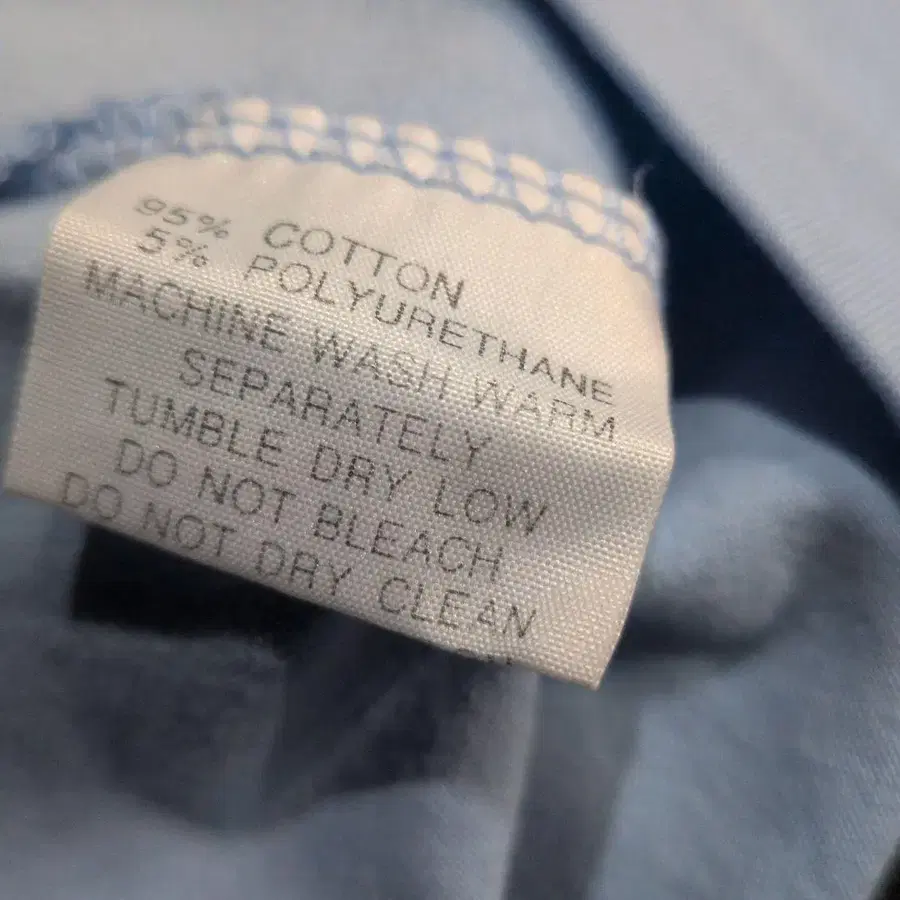 95% COTTON
5% POLYURETHANE
MACHINE WASH WARM
SEPARATELY
TUMBLE DRY LOW
DO NOT BLEACH
DO NOT DRY CLEAN